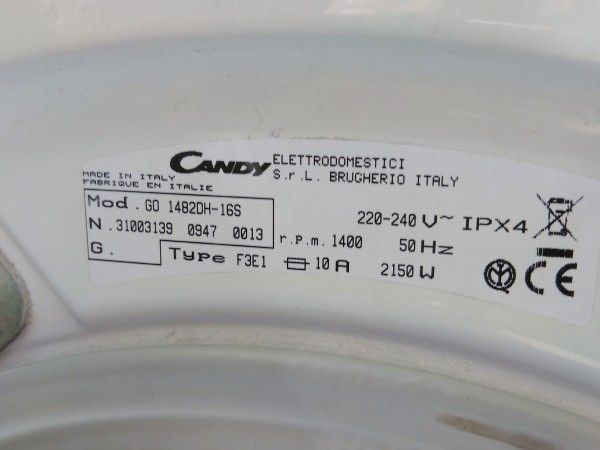 CANDY ELETTRODOMESTICI
S.r.L. BRUGHERIO ITALY
MADE IN ITALY
FABRIQUE EN ITALIE
Mod. GO 1482DH-16S
N. 31003139 0947 0013
G.
Type F3E1
r.p.m. 1400
10 A
220-240 V~ IPX4
50 Hz
2150 W
CE